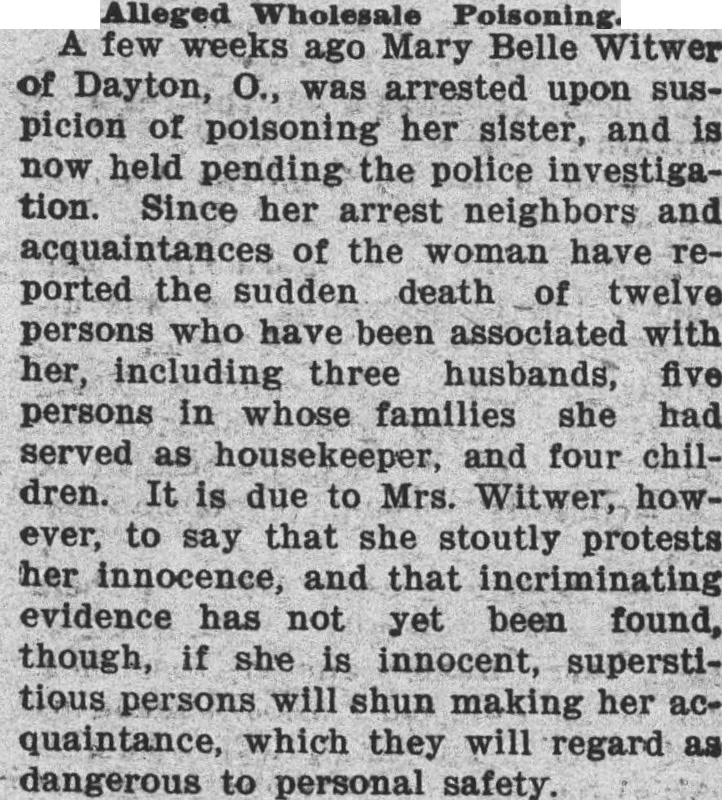 Alleged Wholesale Poisoning.
A few weeks ago Mary Belle Witwer
of Dayton, O., was arrested upon sus-
picion of poisoning her sister, and is
now held pending the police investiga-
tion. Since her arrest neighbors and
acquaintances of the woman have re-
ported the sudden death of twelve
persons who have been associated with
her, including three husbands, five
persons in whose families she had
served as housekeeper, and four chil-
dren. It is due to Mrs. Witwer, how-
ever, to say that she stoutly protests
her innocence, and that incriminating
evidence has not yet been found,
though, if she is innocent, supersti-
tious persons will shun making her ac-
quaintance, which they will regard as
dangerous to personal safety.